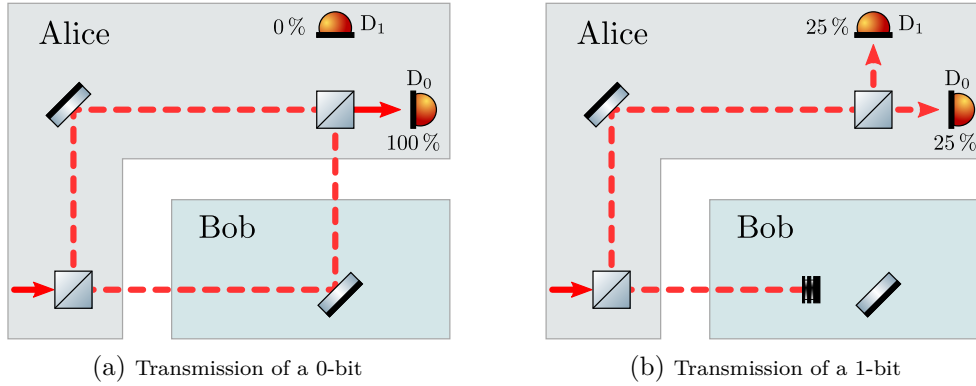 Alice
0 % D₁
D₀
100 %
Bob
(a) Transmission of a 0-bit
Alice
25 % D₁
D₀
25 %
Bob
(b) Transmission of a 1-bit